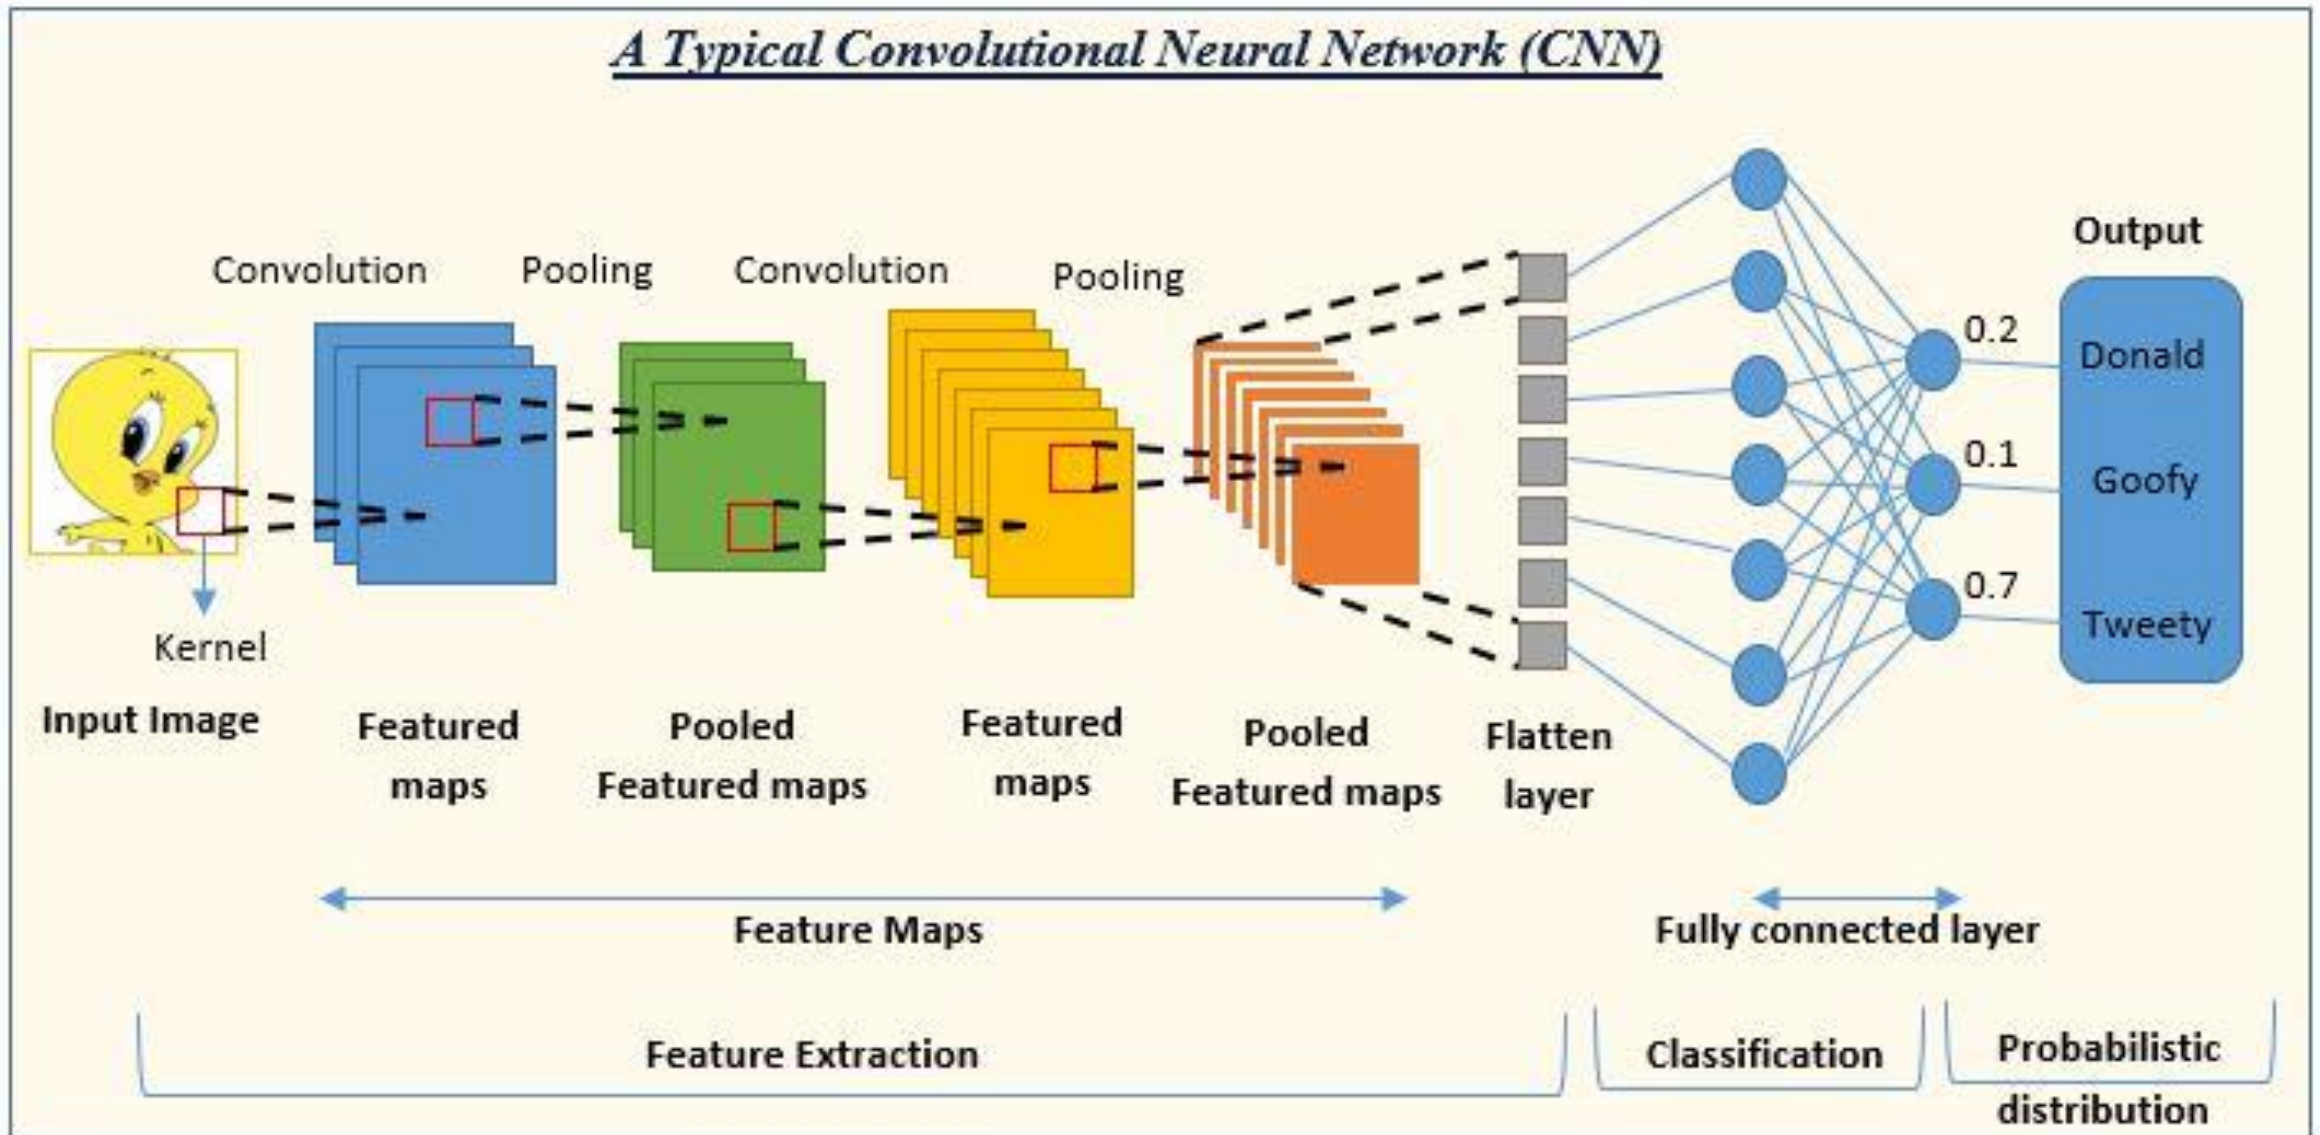 A Typical Convolutional Neural Network (CNN)
Convolution
Pooling
Convolution
Pooling
Output
0.2
Donald
0.1
Goofy
0.7
Tweety
Kernel
Input Image
Featured
maps
Pooled
Featured maps
Featured
maps
Pooled
Featured maps
Flatten
layer
Feature Maps
Fully connected layer
Feature Extraction
Classification
Probabilistic
distribution